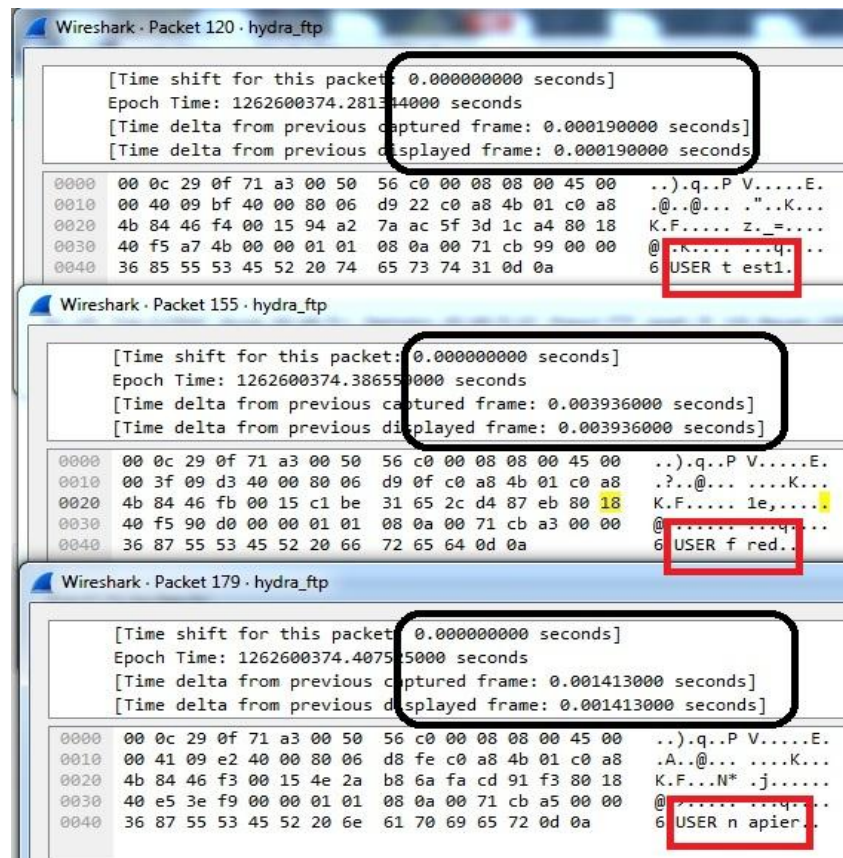 Wireshark · Packet 120 · hydra_ftp
[Time shift for this packet: 0.000000000 seconds]
Epoch Time: 1262600374.281344000 seconds
[Time delta from previous captured frame: 0.000190000 seconds]
[Time delta from previous displayed frame: 0.000190000 seconds
0000 00 0c 29 0f 71 a3 00 50 56 c0 00 08 08 00 45 00 ..).q..P V.....E.
0010 00 40 09 bf 40 00 80 06 d9 22 c0 a8 4b 01 c0 a8 .@..@... ."..K...
0020 4b 84 46 f4 00 15 94 a2 7a ac 5f 3d 1c a4 80 18 K.F..... z._=....
0030 40 f5 a7 4b 00 00 01 01 08 0a 00 71 cb 99 00 00 @..K.... ...q....
0040 36 85 55 53 45 52 20 74 65 73 74 31 0d 0a 6 USER t est1.
Wireshark · Packet 155 · hydra_ftp
[Time shift for this packet: 0.000000000 seconds]
Epoch Time: 1262600374.386559000 seconds
[Time delta from previous captured frame: 0.003936000 seconds]
[Time delta from previous displayed frame: 0.003936000 seconds]
0000 00 0c 29 0f 71 a3 00 50 56 c0 00 08 08 00 45 00 ..).q..P V.....E.
0010 00 3f 09 d3 40 00 80 06 d9 0f c0 a8 4b 01 c0 a8 .?..@... ....K...
0020 4b 84 46 fb 00 15 c1 be 31 65 2c d4 87 eb 80 18 K.F..... 1e,.....
0030 40 f5 90 d0 00 00 01 01 08 0a 00 71 cb a3 00 00 @....... ...q....
0040 36 87 55 53 45 52 20 66 72 65 64 0d 0a 6 USER f red..
Wireshark · Packet 179 · hydra_ftp
[Time shift for this packet: 0.000000000 seconds]
Epoch Time: 1262600374.407525000 seconds
[Time delta from previous captured frame: 0.001413000 seconds]
[Time delta from previous displayed frame: 0.001413000 seconds]
0000 00 0c 29 0f 71 a3 00 50 56 c0 00 08 08 00 45 00 ..).q..P V.....E.
0010 00 41 09 e2 40 00 80 06 d8 fe c0 a8 4b 01 c0 a8 .A..@... ....K...
0020 4b 84 46 f3 00 15 4e 2a b8 6a fa cd 91 f3 80 18 K.F...N* .j......
0030 40 e5 3e f9 00 00 01 01 08 0a 00 71 cb a5 00 00 @.>..... ...q....
0040 36 87 55 53 45 52 20 6e 61 70 69 65 72 0d 0a 6 USER n apier..